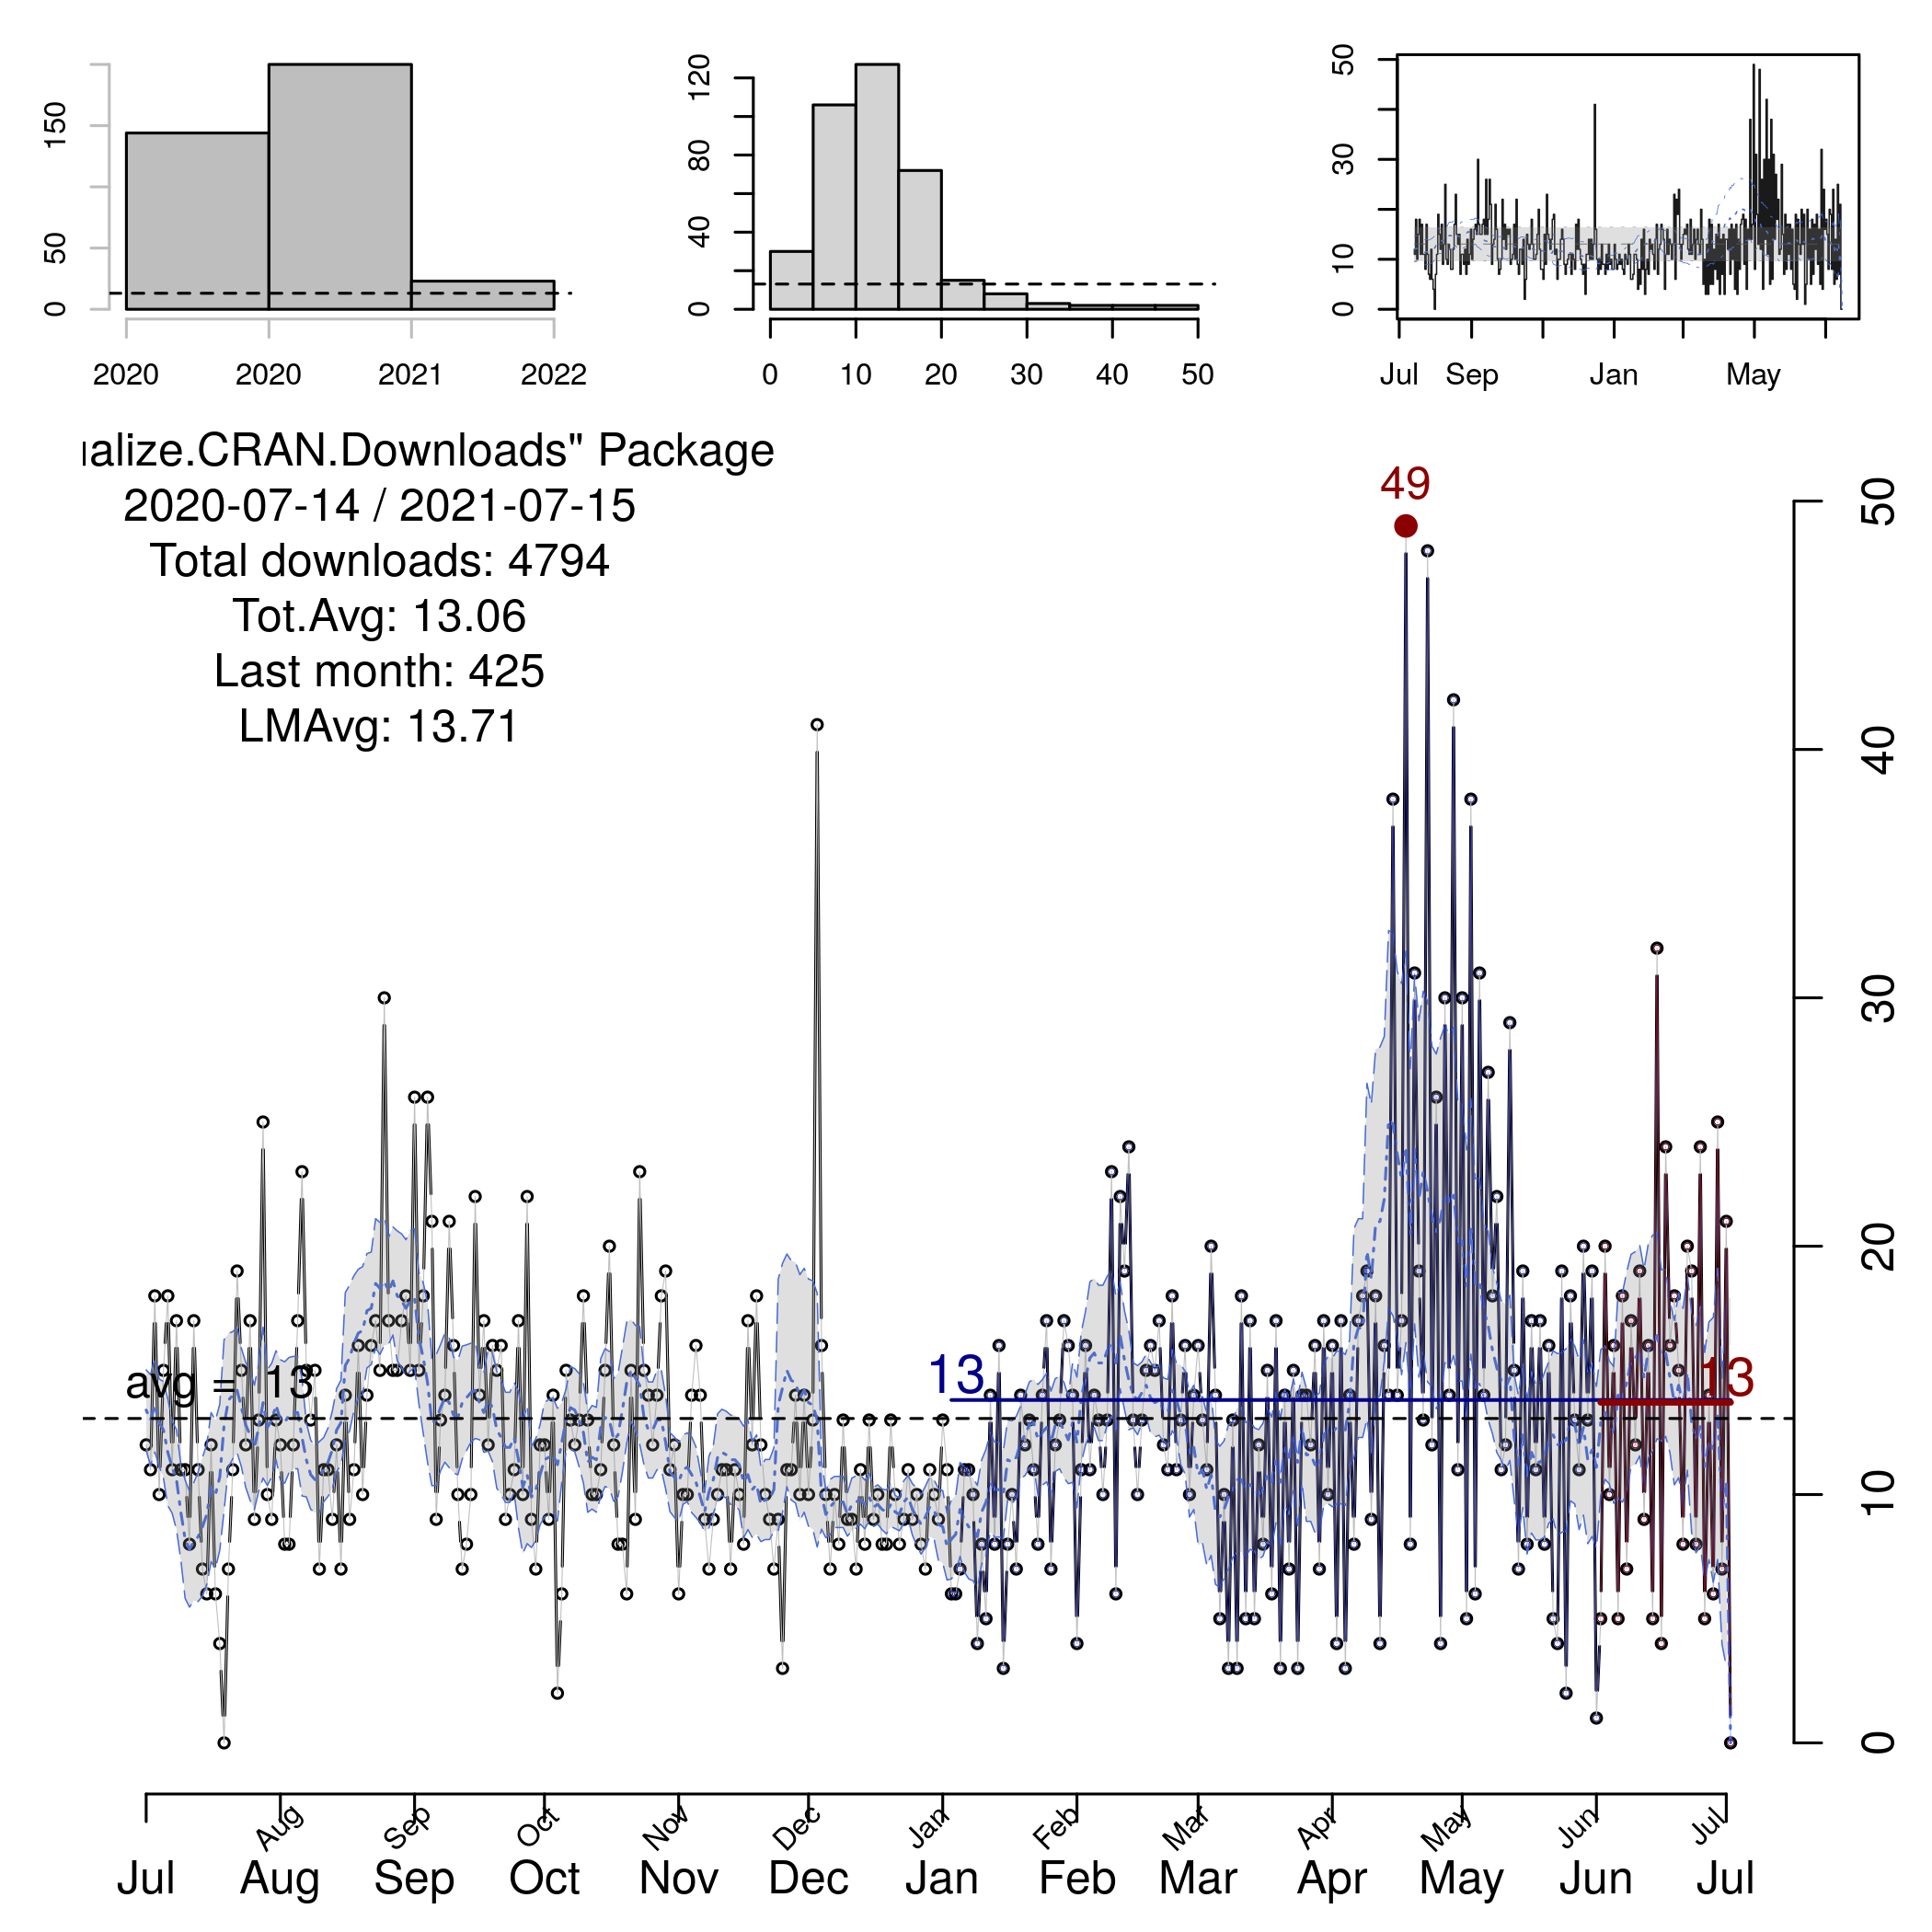 0 50 150
2020 2020 2021 2022
0 40 80 120
0 10 20 30 40 50
0 10 30 50
Jul Sep Jan May
alize.CRAN.Downloads" Package
2020-07-14 / 2021-07-15
Total downloads: 4794
Tot.Avg: 13.06
Last month: 425
LMAvg: 13.71
49
avg = 13
13
13
0 10 20 30 40 50
Aug Sep Oct Nov Dec Jan Feb Mar Apr May Jun Jul
Jul Aug Sep Oct Nov Dec Jan Feb Mar Apr May Jun Jul